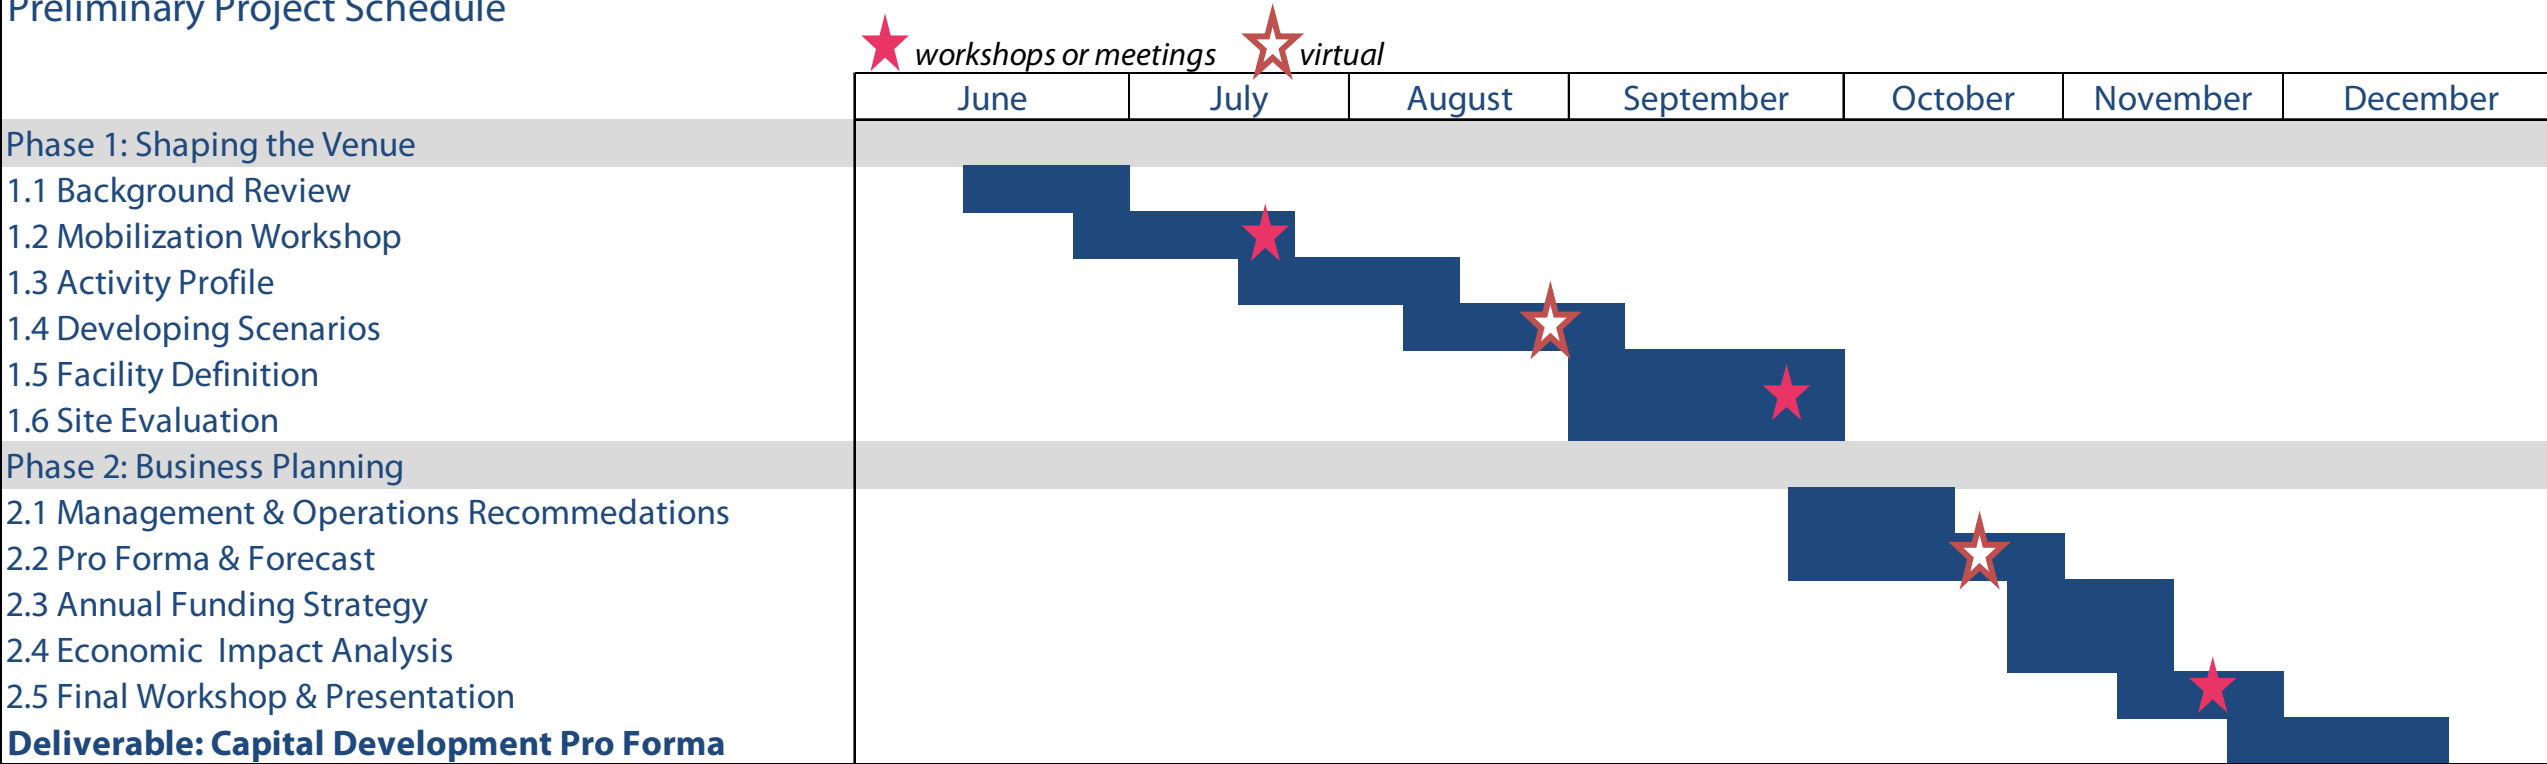 Preliminary Project Schedule
workshops or meetings virtual
June July August September October November December
Phase 1: Shaping the Venue
1.1 Background Review
1.2 Mobilization Workshop
1.3 Activity Profile
1.4 Developing Scenarios
1.5 Facility Definition
1.6 Site Evaluation
Phase 2: Business Planning
2.1 Management & Operations Recommedations
2.2 Pro Forma & Forecast
2.3 Annual Funding Strategy
2.4 Economic  Impact Analysis
2.5 Final Workshop & Presentation
Deliverable: Capital Development Pro Forma